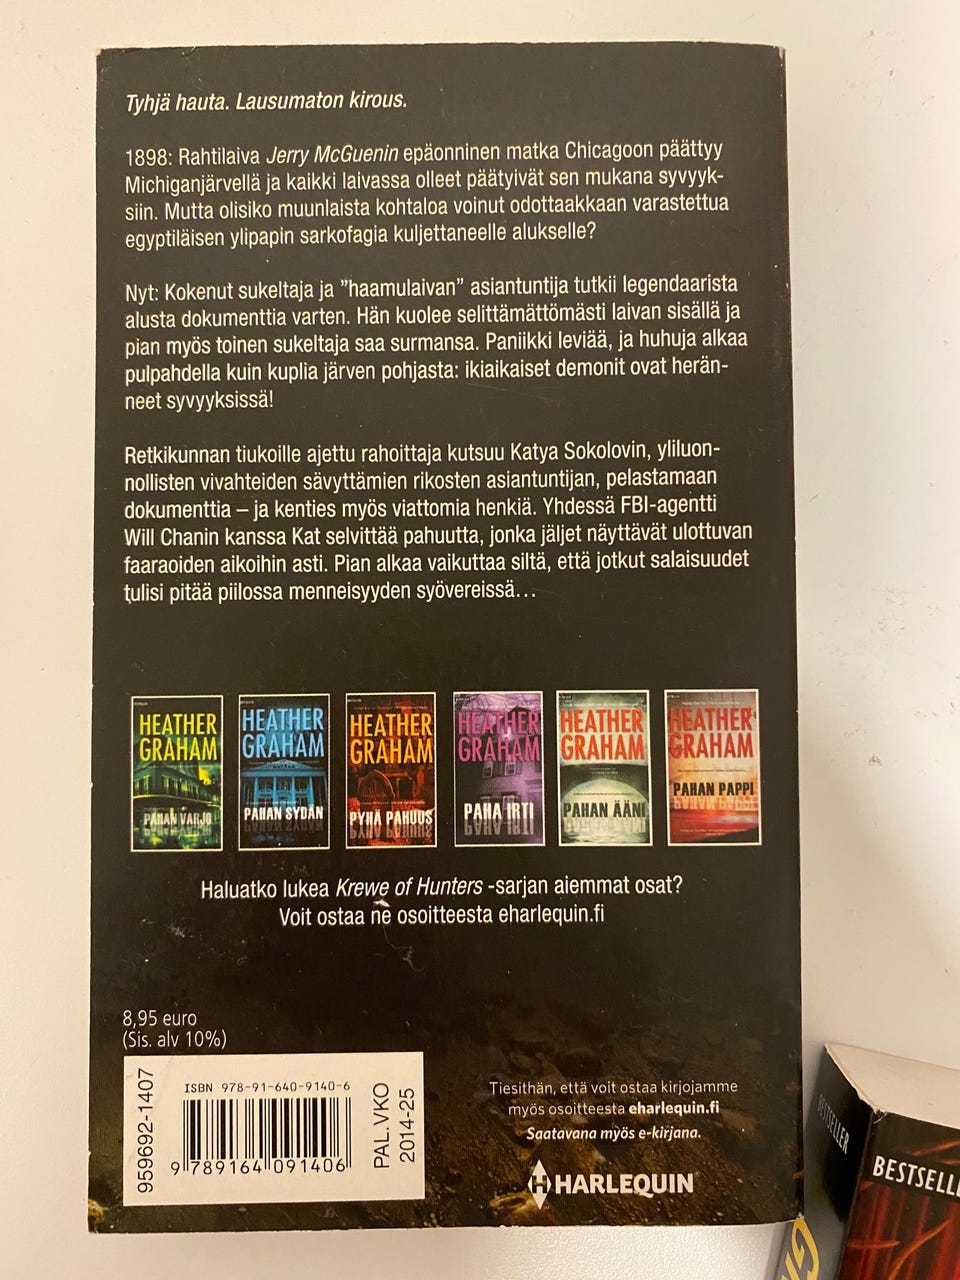 Tyhjä hauta. Lausumaton kirous.
1898: Rahtilaiva Jerry McGuenin epäonninen matka Chicagoon päättyy
Michiganjärvellä ja kaikki laivassa olleet päätyivät sen mukana syvyyk-
siin. Mutta olisiko muunlaista kohtaloa voinut odottaakkaan varastettua
egyptiläisen ylipapin sarkofagia kuljettaneelle alukselle?
Nyt: Kokenut sukeltaja ja ”haamulaivan” asiantuntija tutkii legendaarista
alusta dokumenttia varten. Hän kuolee selittämättömästi laivan sisällä ja
pian myös toinen sukeltaja saa surmansa. Paniikki leviää, ja huhuja alkaa
pulpahdella kuin kuplia järven pohjasta: ikiaikaiset demonit ovat herän-
neet syvyyksissä!
Retkikunnan tiukoille ajettu rahoittaja kutsuu Katya Sokolovin, yliluon-
nollisten vivahteiden sävyttämien rikosten asiantuntijan, pelastamaan
dokumenttia – ja kenties myös viattomia henkiä. Yhdessä FBI-agentti
Will Chanin kanssa Kat selvittää pahuutta, jonka jäljet näyttävät ulottuvan
faaraoiden aikoihin asti. Pian alkaa vaikuttaa siltä, että jotkut salaisuudet
tulisi pitää piilossa menneisyyden syövereissä...
HEATHER
GRAHAM
PAHAN VARJO
HEATHER
GRAHAM
PAHAN SYDÄN
HEATHER
GRAHAM
PYHÄ PAHUUS
HEATHER
GRAHAM
PAHA IRTI
HEATHER
GRAHAM
PAHAN ÄÄNI
HEATHER
GRAHAM
PAHAN PAPPI
Haluatko lukea Krewe of Hunters -sarjan aiemmat osat?
Voit ostaa ne osoitteesta eharlequin.fi
8,95 euro
(Sis. alv 10%)
959692-1407
ISBN 978-91-640-9140-6
9 789164 091406
PAL.VKO
2014-25
Tiesithän, että voit ostaa kirjojamme
myös osoitteesta eharlequin.fi
Saatavana myös e-kirjana.
H HARLEQUIN
BESTSELLER